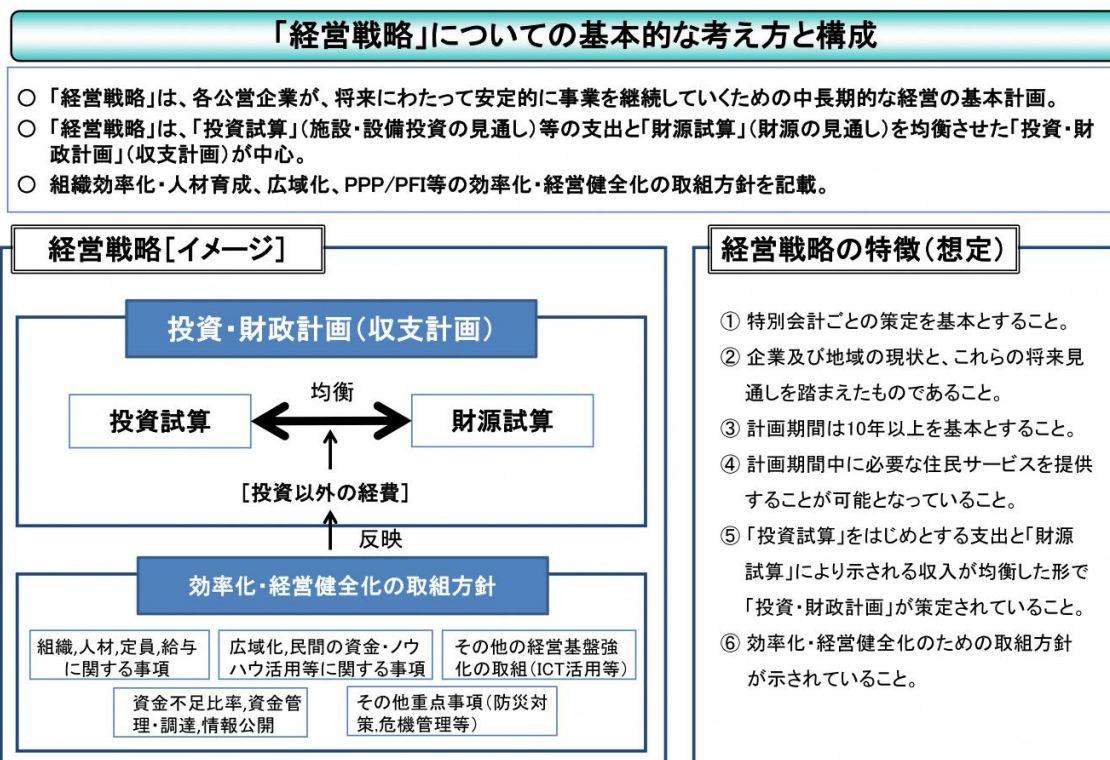 「経営戦略」についての基本的な考え方と構成
○ 「経営戦略」は、各公営企業が、将来にわたって安定的に事業を継続していくための中長期的な経営の基本計画。
○ 「経営戦略」は、「投資試算」(施設・設備投資の見通し)等の支出と「財源試算」(財源の見通し)を均衡させた「投資・財
政計画」(収支計画)が中心。
○ 組織効率化・人材育成、広域化、PPP/PFI等の効率化・経営健全化の取組方針を記載。
経営戦略[イメージ]
投資・財政計画(収支計画)
均衡
投資試算
財源試算
[投資以外の経費]
反映
効率化・経営健全化の取組方針
組織,人材,定員,給与
に関する事項
広域化,民間の資金・ノウ
ハウ活用等に関する事項
その他の経営基盤強
化の取組(ICT活用等)
資金不足比率,資金管
理・調達,情報公開
その他重点事項(防災対
策,危機管理等)
経営戦略の特徴(想定)
① 特別会計ごとの策定を基本とすること。
② 企業及び地域の現状と、これらの将来見
通しを踏まえたものであること。
③ 計画期間は10年以上を基本とすること。
④ 計画期間中に必要な住民サービスを提供
することが可能となっていること。
⑤ 「投資試算」をはじめとする支出と「財源
試算」により示される収入が均衡した形で
「投資・財政計画」が策定されていること。
⑥ 効率化・経営健全化のための取組方針
が示されていること。